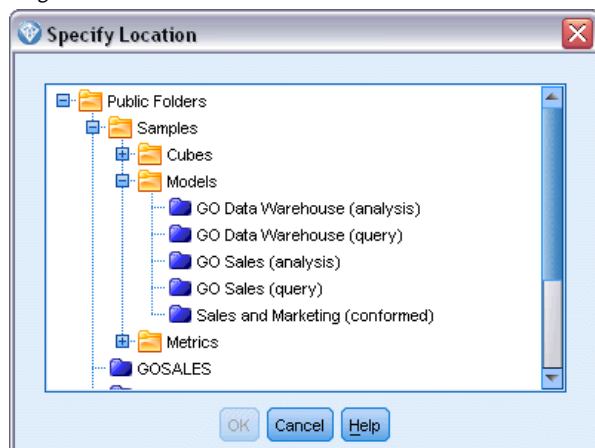 Specify Location
Public Folders
Samples
Cubes
Models
GO Data Warehouse (analysis)
GO Data Warehouse (query)
GO Sales (analysis)
GO Sales (query)
Sales and Marketing (conformed)
Metrics
GOSALES
OK Cancel Help